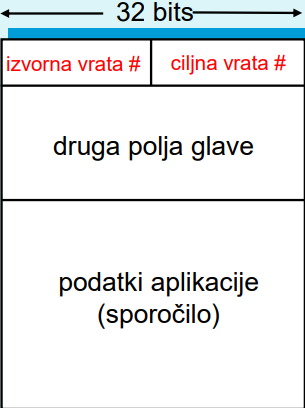 32 bits
izvorna vrata # ciljna vrata #
druga polja glave
podatki aplikacije
(sporočilo)